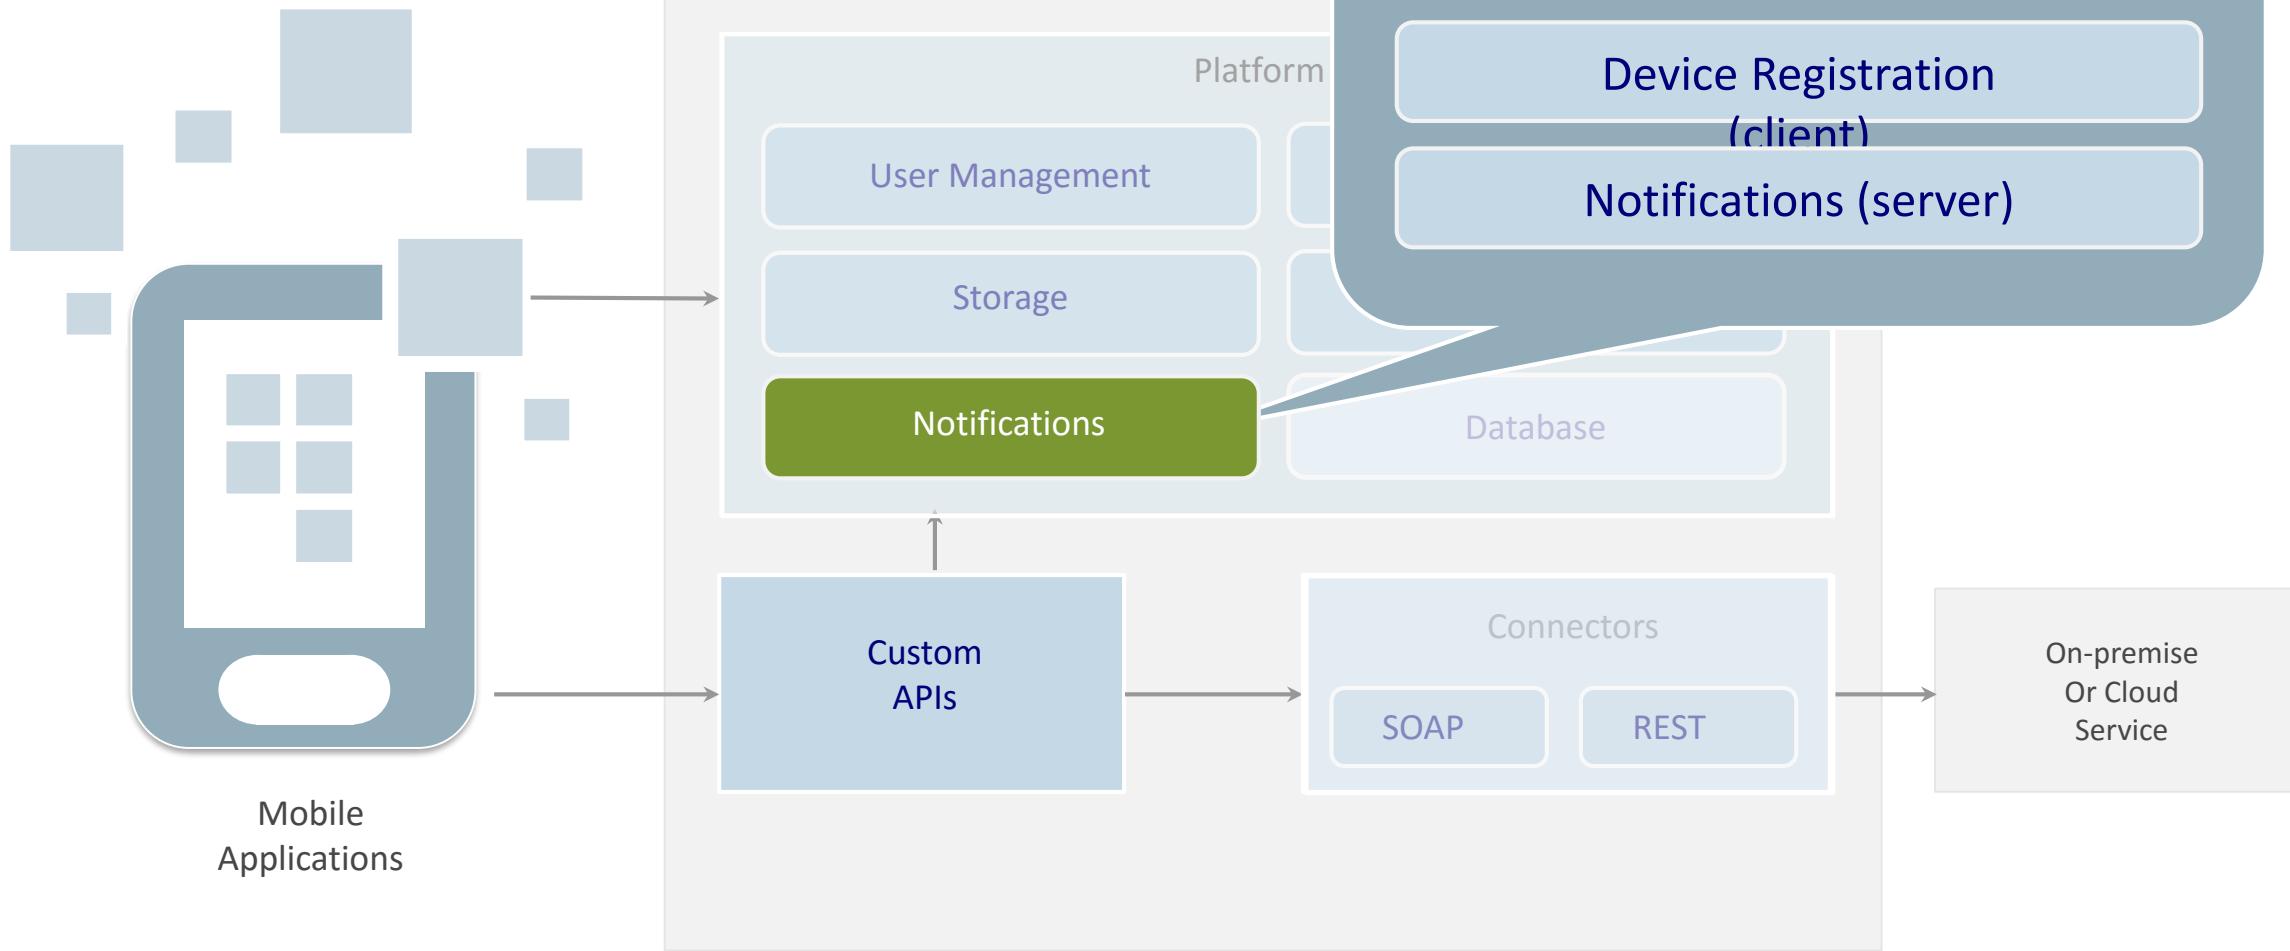 Platform
Device Registration
(client)
Notifications (server)
User Management
Storage
Notifications
Database
Custom
APIs
Connectors
SOAP
REST
On-premise
Or Cloud
Service
Mobile
Applications